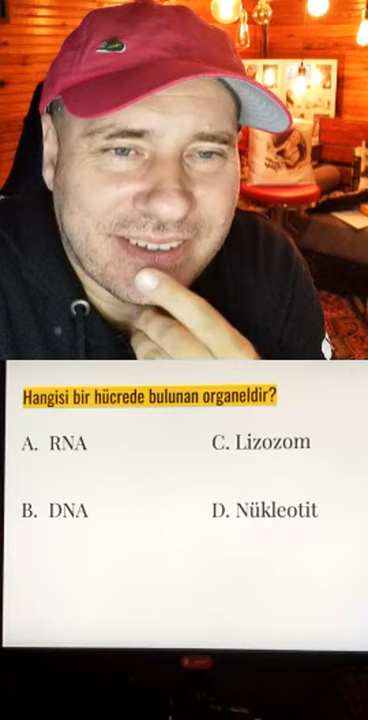 Hangisi bir hücrede bulunan organeldir?
A. RNA
C. Lizozom
B. DNA
D. Nükleotit